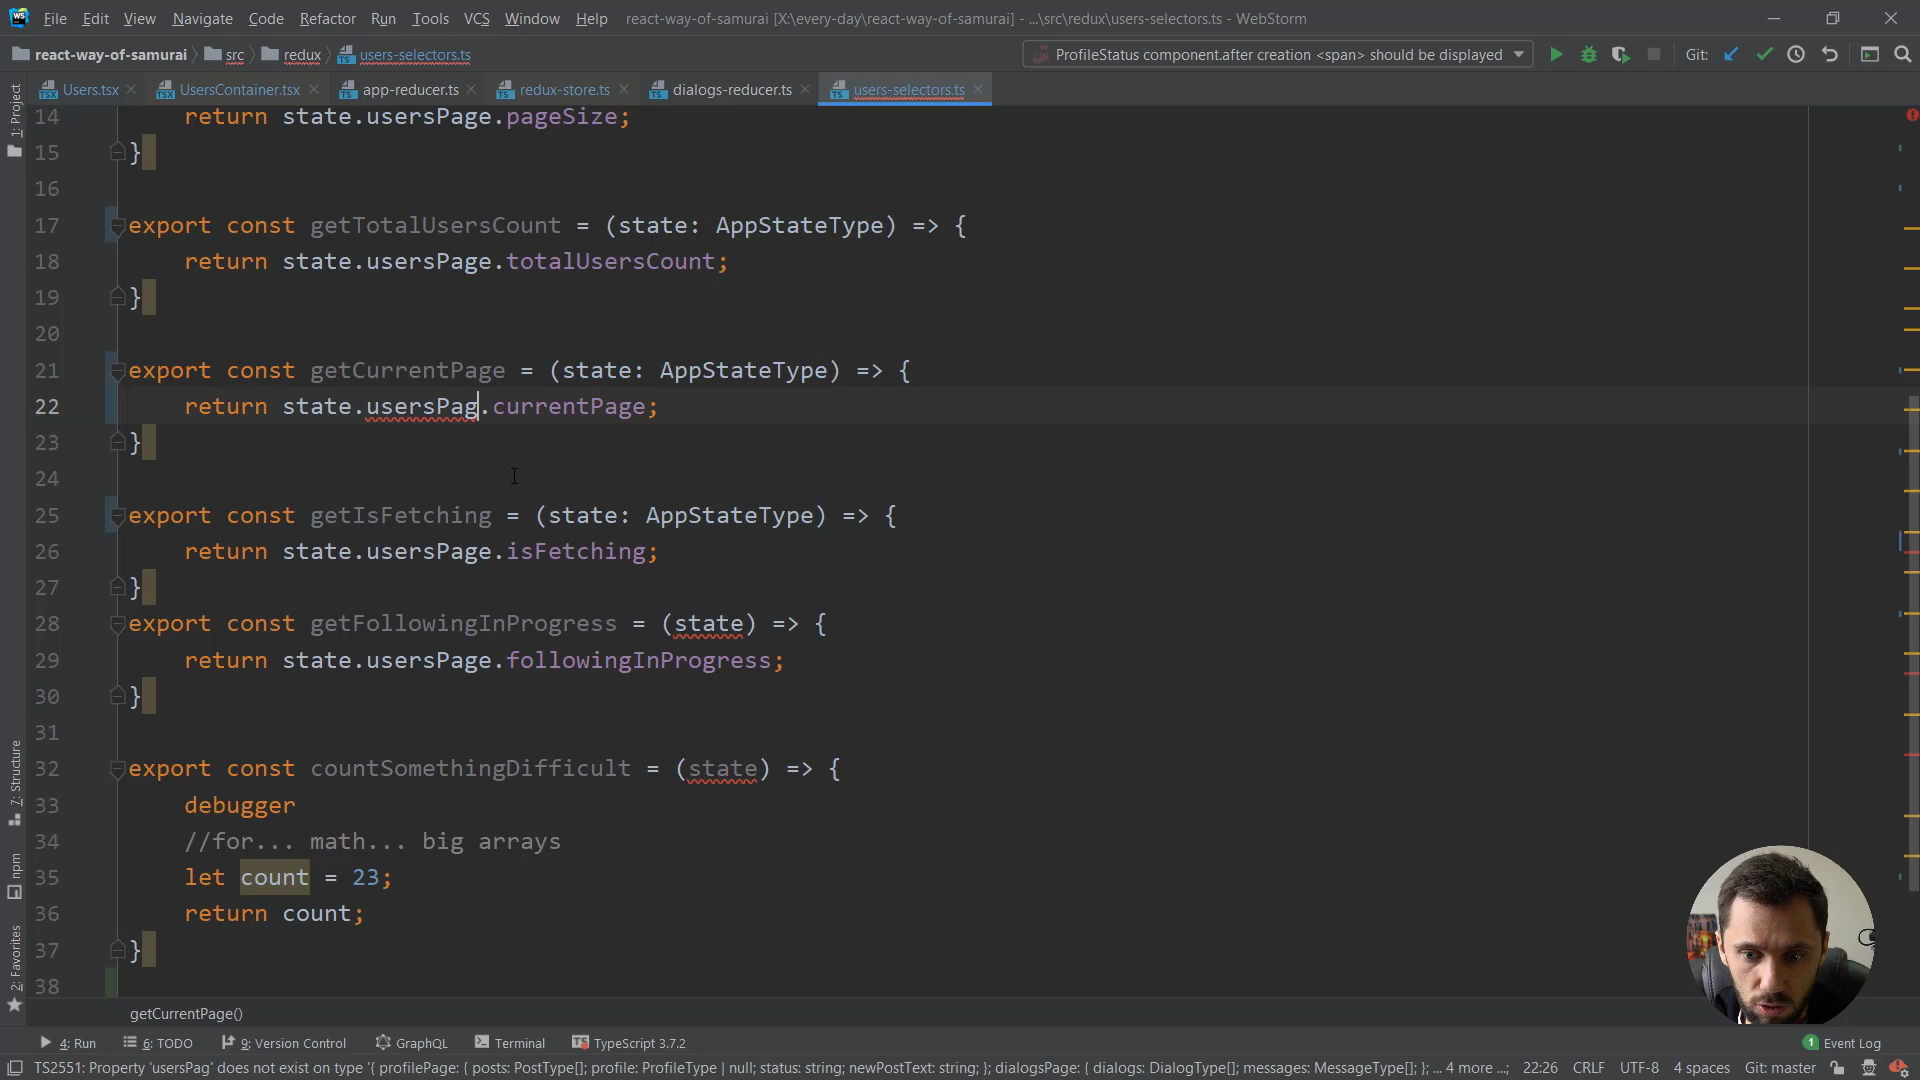 WS File Edit View Navigate Code Refactor Run Tools VCS Window Help react-way-of-samurai [X:\every-day\react-way-of-samurai] - ...\src\redux\users-selectors.ts - WebStorm
react-way-of-samurai src redux users-selectors.ts ProfileStatus component.after creation <span> should be displayed Git:
Users.tsx UsersContainer.tsx app-reducer.ts redux-store.ts dialogs-reducer.ts users-selectors.ts
1: Project
7: Structure
npm
2: Favorites
14 return state.usersPage.pageSize;
15 }
16
17 export const getTotalUsersCount = (state: AppStateType) => {
18 return state.usersPage.totalUsersCount;
19 }
20
21 export const getCurrentPage = (state: AppStateType) => {
22 return state.usersPag.currentPage;
23 }
24
25 export const getIsFetching = (state: AppStateType) => {
26 return state.usersPage.isFetching;
27 }
28 export const getFollowingInProgress = (state) => {
29 return state.usersPage.followingInProgress;
30 }
31
32 export const countSomethingDifficult = (state) => {
33 debugger
34 //for... math... big arrays
35 let count = 23;
36 return count;
37 }
38
getCurrentPage()
4: Run 6: TODO 9: Version Control GraphQL Terminal TypeScript 3.7.2 1 Event Log
TS2551: Property 'usersPag' does not exist on type '{ profilePage: { posts: PostType[]; profile: ProfileType | null; status: string; newPostText: string; }; dialogsPage: { dialogs: DialogType[]; messages: MessageType[]; }; ... 4 more ...; 22:26 CRLF UTF-8 4 spaces Git: master